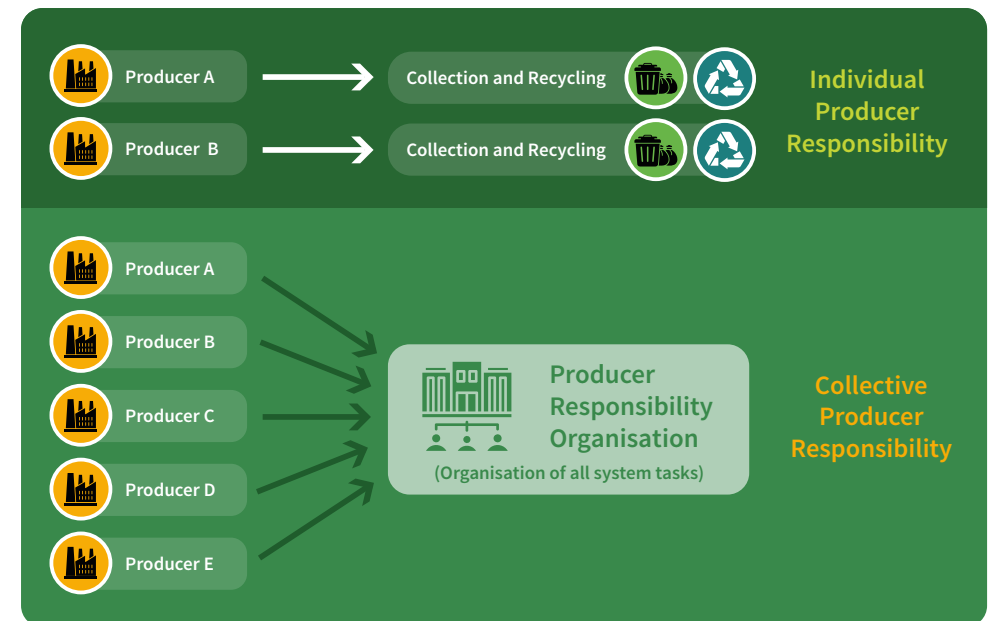 Producer A
Collection and Recycling
Producer B
Collection and Recycling
Individual
Producer
Responsibility
Producer A
Producer B
Producer C
Producer D
Producer E
Producer
Responsibility
Organisation
(Organisation of all system tasks)
Collective
Producer
Responsibility